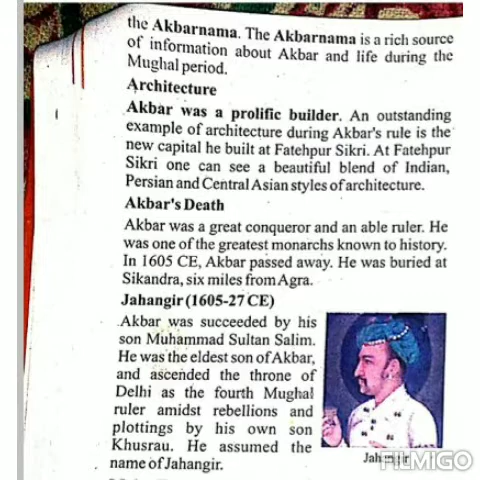 the Akbarnama. The Akbarnama is a rich source
of information about Akbar and life during the
Mughal period.
Architecture
Akbar was a prolific builder. An outstanding
example of architecture during Akbar's rule is the
new capital he built at Fatehpur Sikri. At Fatehpur
Sikri one can see a beautiful blend of Indian,
Persian and Central Asian styles of architecture.
Akbar's Death
Akbar was a great conqueror and an able ruler. He
was one of the greatest monarchs known to history.
In 1605 CE, Akbar passed away. He was buried at
Sikandra, six miles from Agra.
Jahangir (1605-27 CE)
Akbar was succeeded by his
son Muhammad Sultan Salim.
He was the eldest son of Akbar,
and ascended the throne of
Delhi as the fourth Mughal
ruler amidst rebellions and
plottings by his own son
Khusrau. He assumed the
name of Jahangir.
Jahangir
FILMIGO